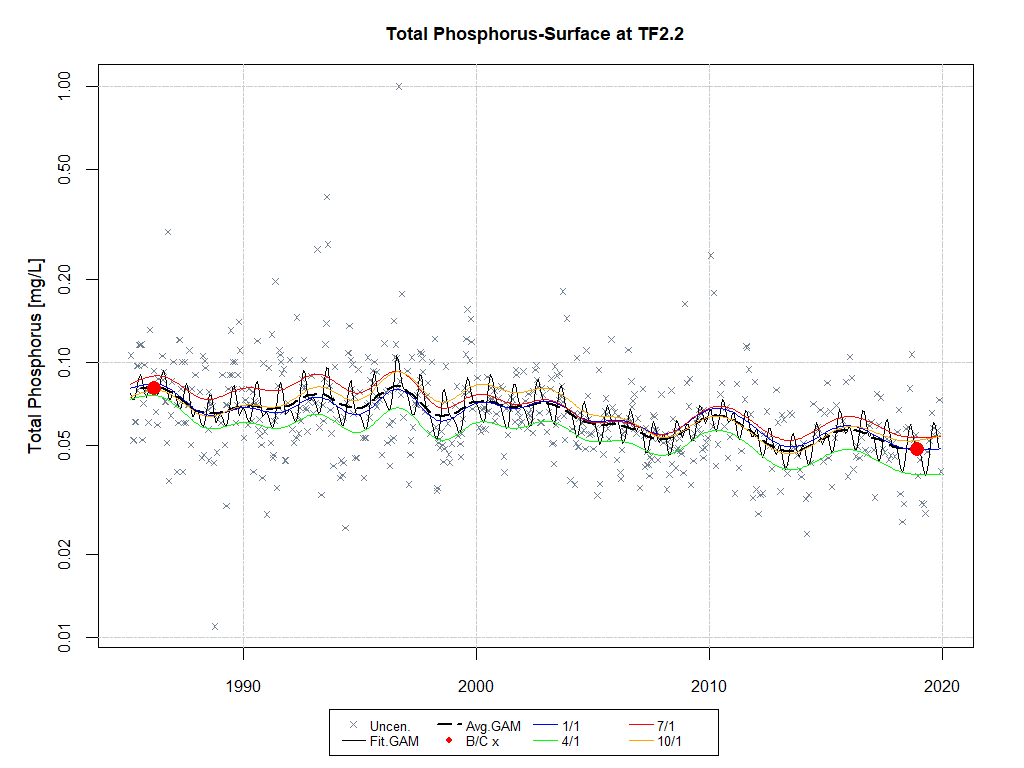 Total Phosphorus-Surface at TF2.2
Total Phosphorus [mg/L]
1.00
0.50
0.20
0.10
0.05
0.02
0.01
1990 2000 2010 2020
Uncen. Avg.GAM 1/1 7/1
Fit.GAM B/C x 4/1 10/1